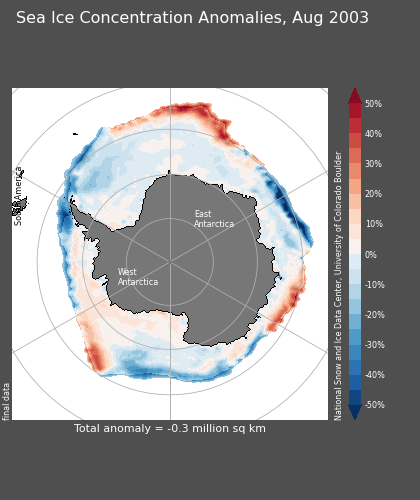 Sea Ice Concentration Anomalies, Aug 2003
South America
East
Antarctica
West
Antarctica
50%
40%
30%
20%
10%
0%
-10%
-20%
-30%
-40%
-50%
National Snow and Ice Data Center, University of Colorado Boulder
final data
Total anomaly = -0.3 million sq km